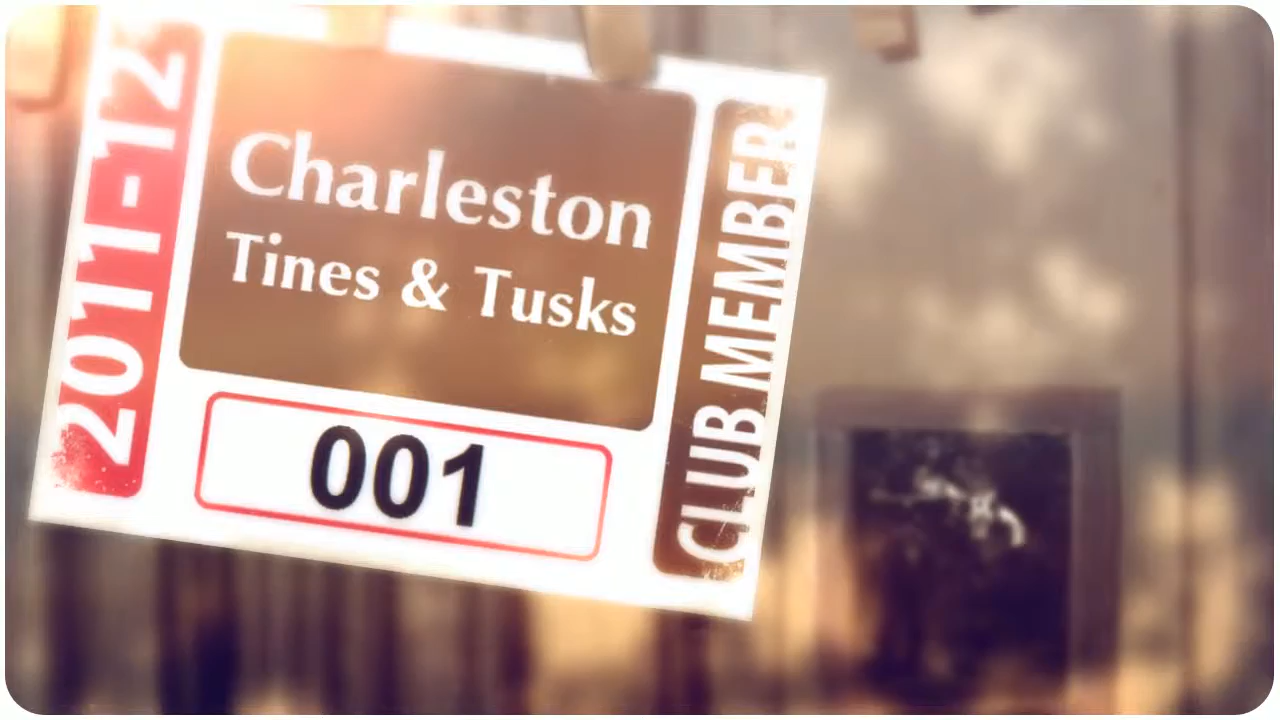 2011-12
Charleston
Tines & Tusks
001
CLUB MEMBER